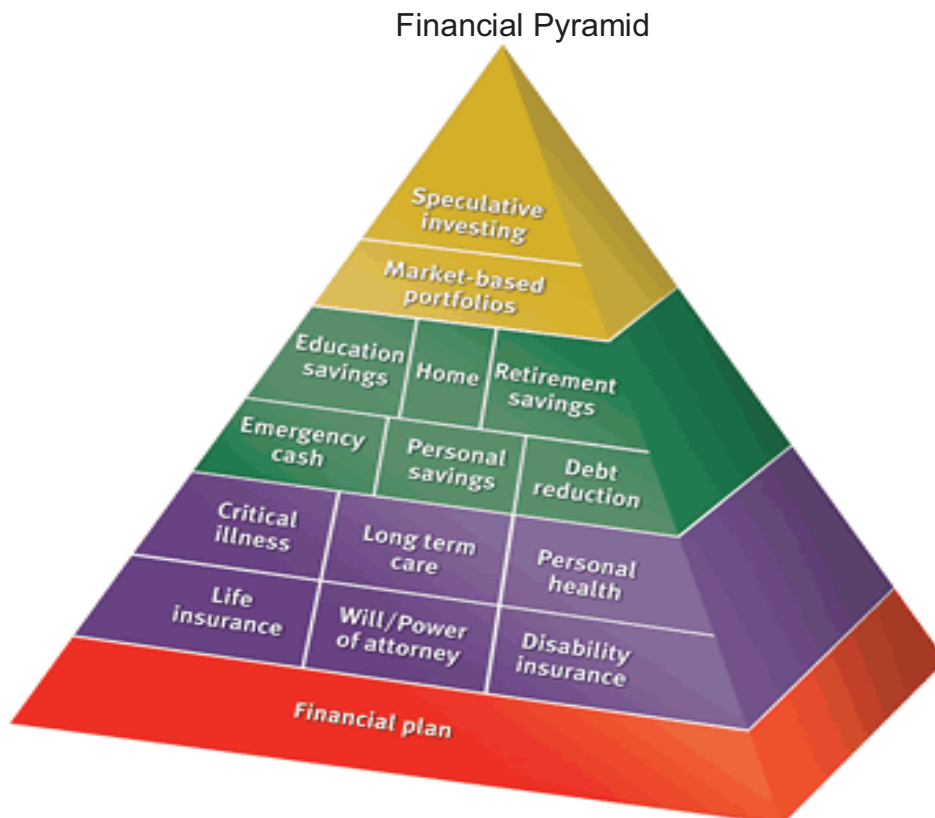 Financial Pyramid
Speculative
investing
Market-based
portfolios
Education
savings
Home
Retirement
savings
Emergency
cash
Personal
savings
Debt
reduction
Critical
illness
Long term
care
Personal
health
Life
insurance
Will/Power
of attorney
Disability
insurance
Financial plan